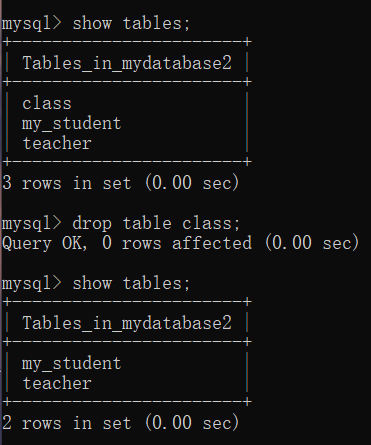 mysql> show tables;
+-----------------------+
| Tables_in_mydatabase2 |
+-----------------------+
| class                 |
| my_student            |
| teacher               |
+-----------------------+
3 rows in set (0.00 sec)
mysql> drop table class;
Query OK, 0 rows affected (0.00 sec)
mysql> show tables;
+-----------------------+
| Tables_in_mydatabase2 |
+-----------------------+
| my_student            |
| teacher               |
+-----------------------+
2 rows in set (0.00 sec)